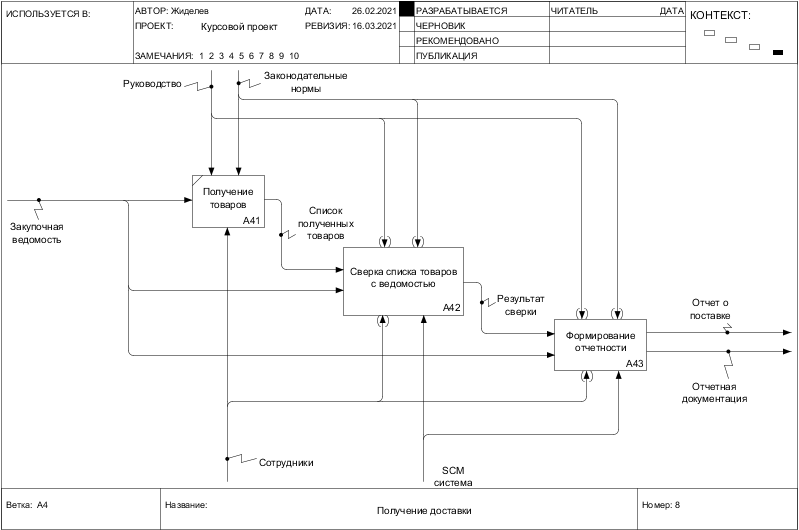 ИСПОЛЬЗУЕТСЯ В:
АВТОР: Жиделев
ДАТА: 26.02.2021
ПРОЕКТ: Курсовой проект
РЕВИЗИЯ: 16.03.2021
ЗАМЕЧАНИЯ: 1 2 3 4 5 6 7 8 9 10
РАЗРАБАТЫВАЕТСЯ
ЧЕРНОВИК
РЕКОМЕНДОВАНО
ПУБЛИКАЦИЯ
ЧИТАТЕЛЬ
ДАТА
КОНТЕКСТ:
Руководство
Законодательные
нормы
Закупочная
ведомость
Получение
товаров
A41
Список
полученных
товаров
Сверка списка товаров
с ведомостью
A42
Результат
сверки
Формирование
отчетности
A43
Отчет о
поставке
Отчетная
документация
Сотрудники
SCM
система
Ветка: A4
Название:
Получение доставки
Номер: 8